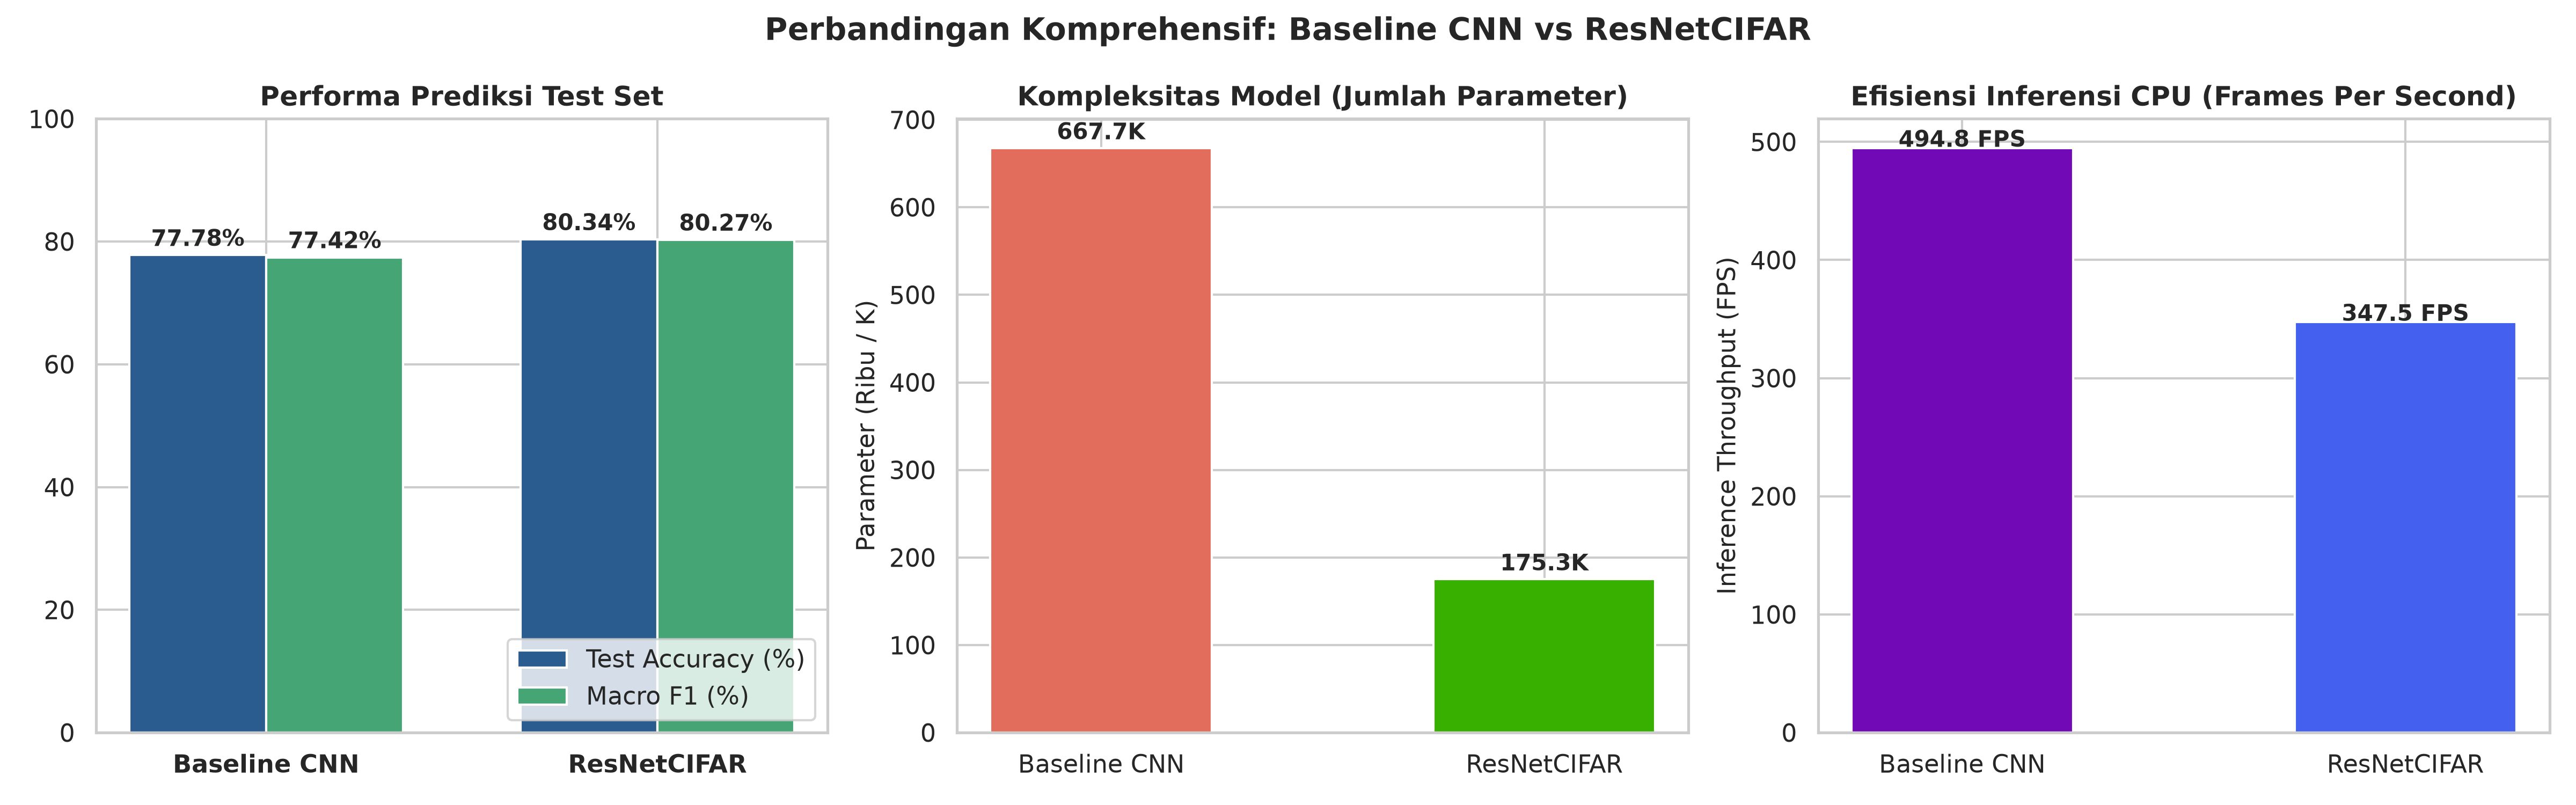 Perbandingan Komprehensif: Baseline CNN vs ResNetCIFAR
Performa Prediksi Test Set
100
80
60
40
20
0
77.78%
77.42%
80.34%
80.27%
Test Accuracy (%)
Macro F1 (%)
Baseline CNN
ResNetCIFAR
Kompleksitas Model (Jumlah Parameter)
Parameter (Ribu / K)
700
600
500
400
300
200
100
0
667.7K
175.3K
Baseline CNN
ResNetCIFAR
Efisiensi Inferensi CPU (Frames Per Second)
Inference Throughput (FPS)
500
400
300
200
100
0
494.8 FPS
347.5 FPS
Baseline CNN
ResNetCIFAR